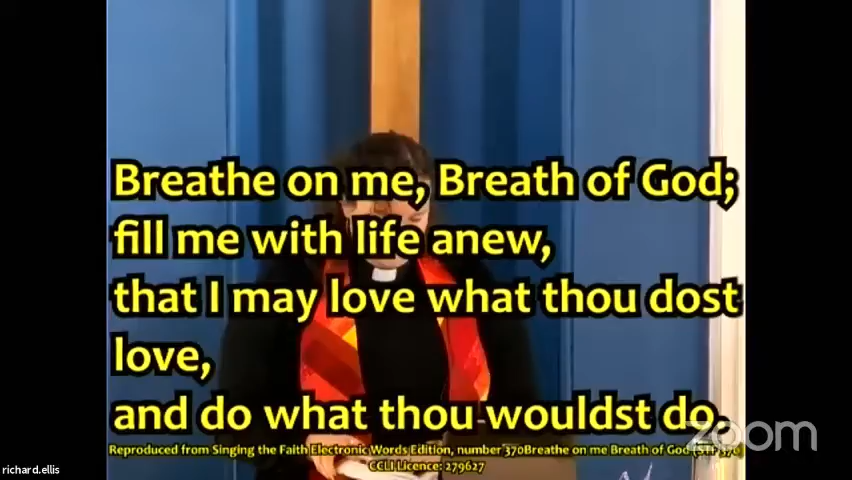 Breathe on me, Breath of God;
fill me with life anew,
that I may love what thou dost
love,
and do what thou wouldst do.
zoom
Reproduced from Singing the Faith Electronic Words Edition, number 370Breathe on me Breath of God (STF 370)
CCLI Licence: 279627
richard.ellis